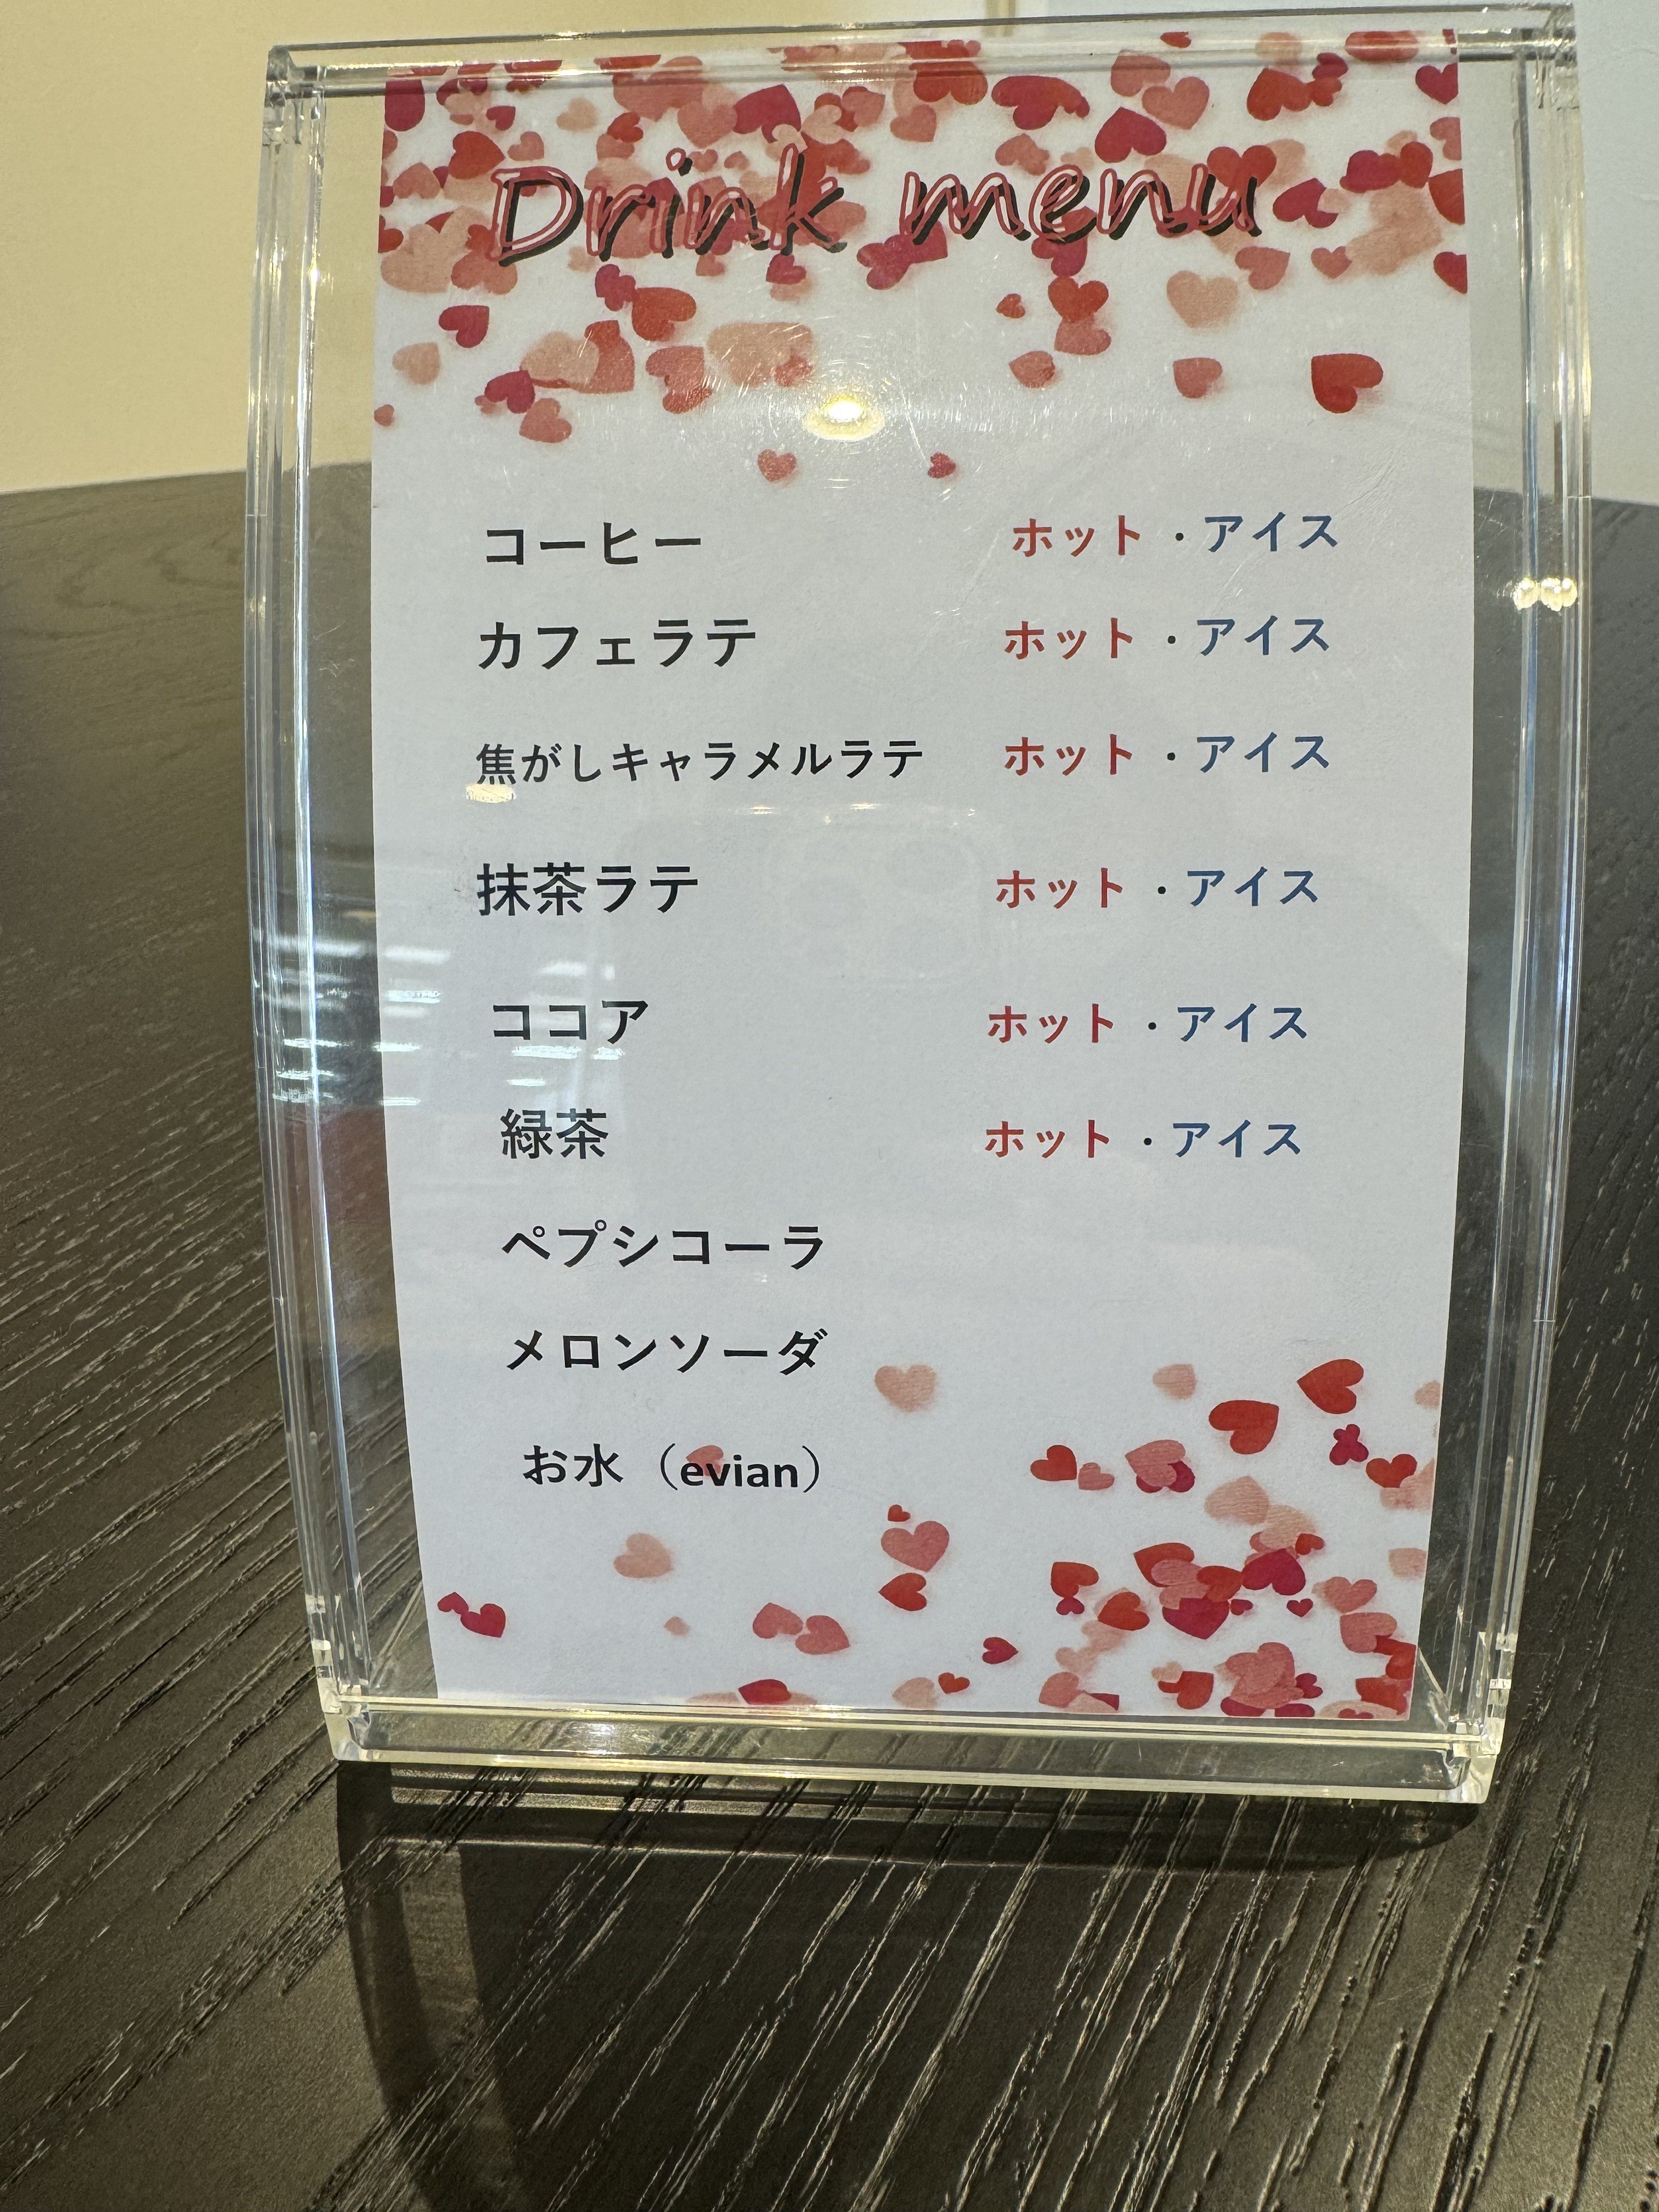 Drink menu
コーヒー ホット・アイス
カフェラテ ホット・アイス
焦がしキャラメルラテ ホット・アイス
抹茶ラテ ホット・アイス
ココア ホット・アイス
緑茶 ホット・アイス
ペプシコーラ
メロンソーダ
お水（evian）